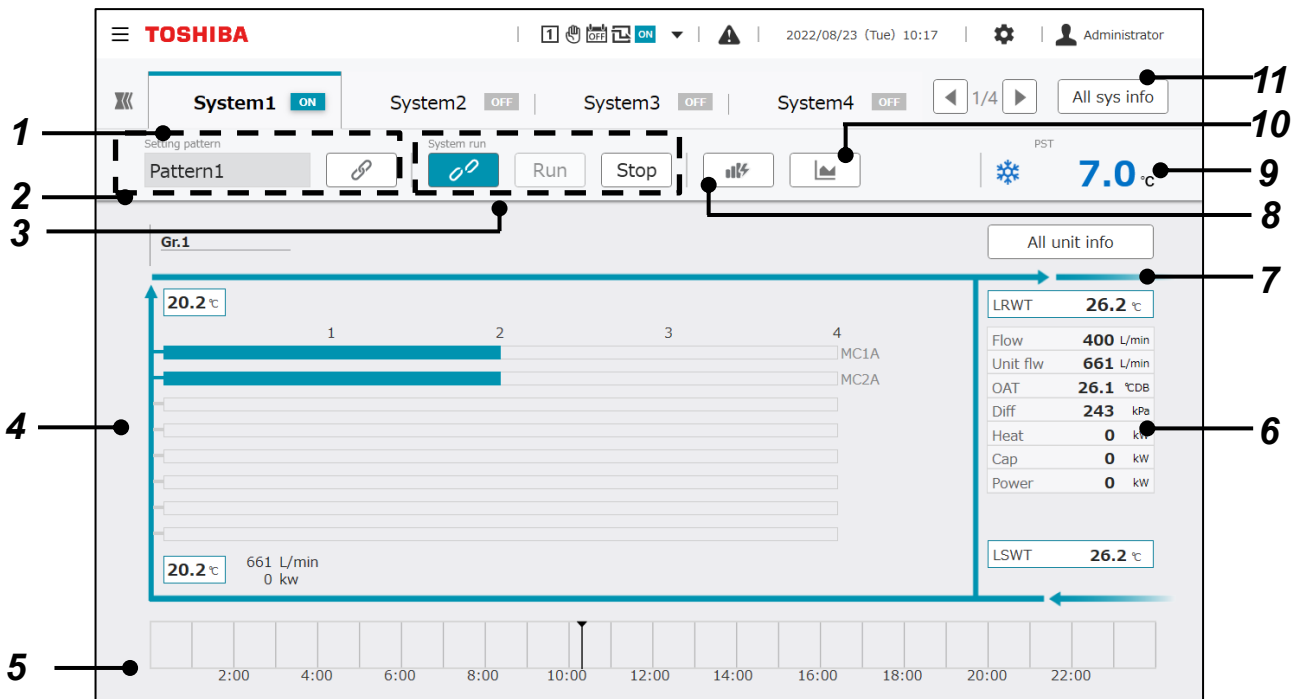 TOSHIBA 1 OFF ON 2022/08/23 (Tue) 10:17 Administrator
System1 ON System2 OFF System3 OFF System4 OFF 1/4 All sys info 11
1 10
Setting pattern System run PST
Pattern1 Run Stop 7.0 ℃ 9
2 8
3
Gr.1 All unit info
7
20.2 ℃ LRWT 26.2 ℃
1 2 3 4
MC1A Flow 400 L/min
Unit flw 661 L/min
MC2A OAT 26.1 ℃DB
Diff 243 kPa
4 Heat 0 kW 6
Cap 0 kW
Power 0 kW
20.2 ℃ 661 L/min LSWT 26.2 ℃
0 kw
5
2:00 4:00 6:00 8:00 10:00 12:00 14:00 16:00 18:00 20:00 22:00